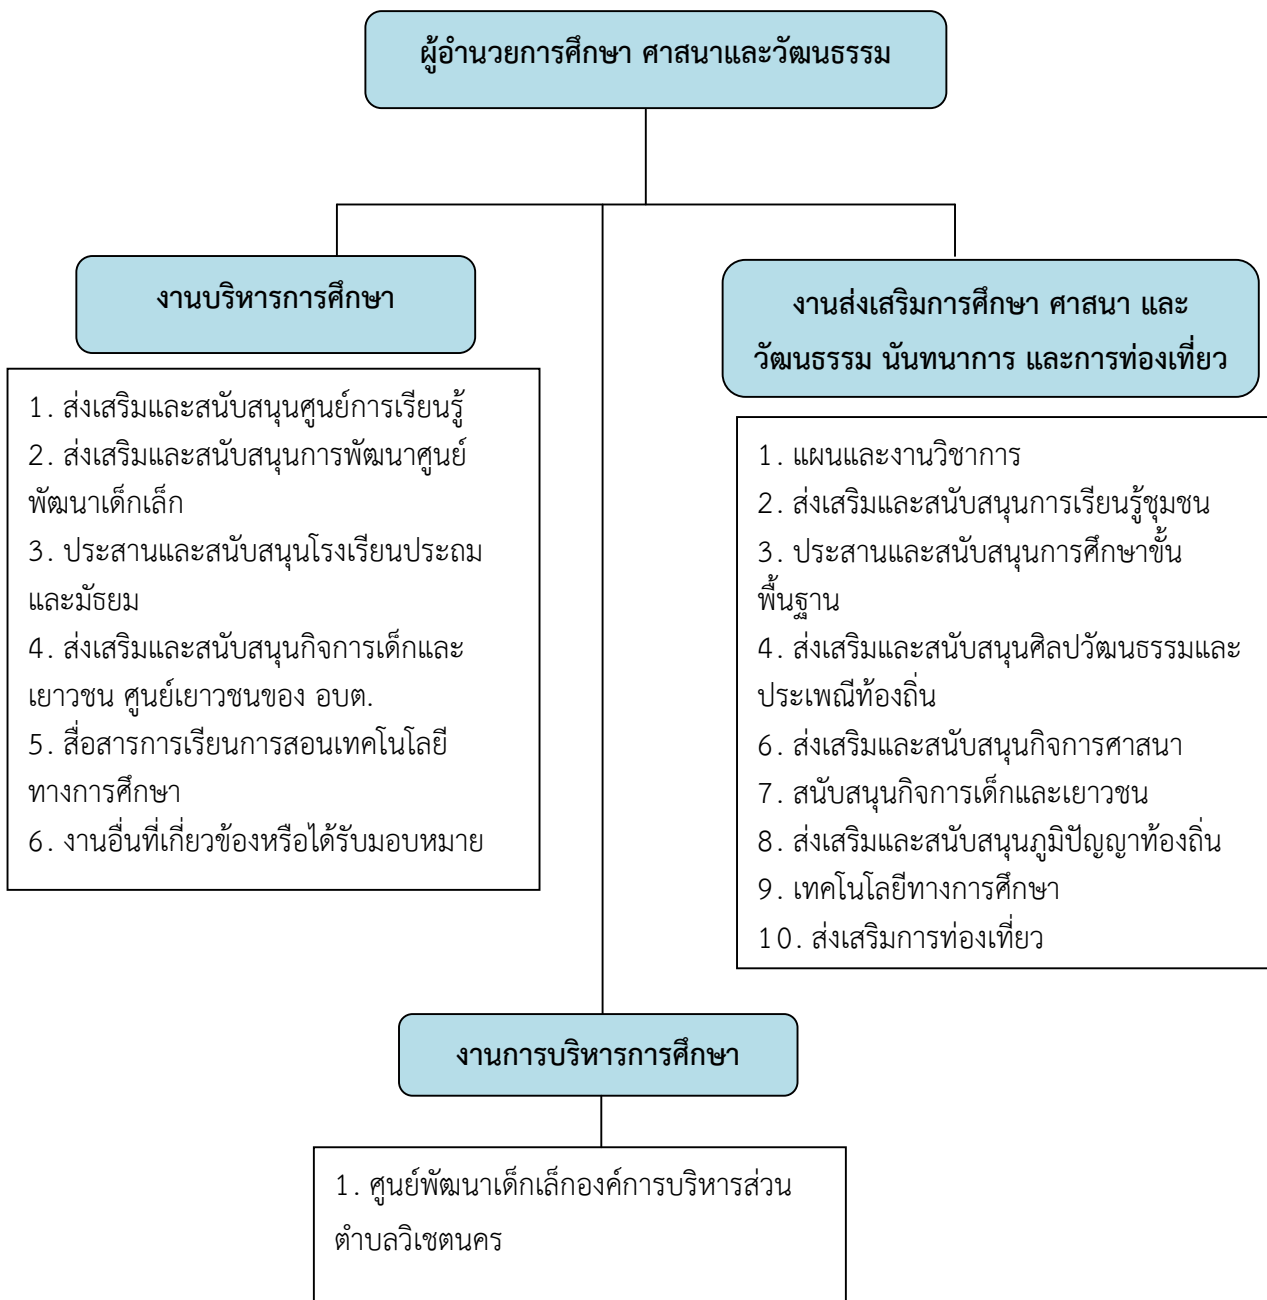 ผู้อำนวยการศึกษา ศาสนาและวัฒนธรรม
งานบริหารการศึกษา
1. ส่งเสริมและสนับสนุนศูนย์การเรียนรู้
2. ส่งเสริมและสนับสนุนการพัฒนาศูนย์
พัฒนาเด็กเล็ก
3. ประสานและสนับสนุนโรงเรียนประถม
และมัธยม
4. ส่งเสริมและสนับสนุนกิจการเด็กและ
เยาวชน ศูนย์เยาวชนของ อบต.
5. สื่อสารการเรียนการสอนเทคโนโลยี
ทางการศึกษา
6. งานอื่นที่เกี่ยวข้องหรือได้รับมอบหมาย
งานส่งเสริมการศึกษา ศาสนา และ
วัฒนธรรม นันทนาการ และการท่องเที่ยว
1. แผนและงานวิชาการ
2. ส่งเสริมและสนับสนุนการเรียนรู้ชุมชน
3. ประสานและสนับสนุนการศึกษาขั้น
พื้นฐาน
4. ส่งเสริมและสนับสนุนศิลปวัฒนธรรมและ
ประเพณีท้องถิ่น
6. ส่งเสริมและสนับสนุนกิจการศาสนา
7. สนับสนุนกิจการเด็กและเยาวชน
8. ส่งเสริมและสนับสนุนภูมิปัญญาท้องถิ่น
9. เทคโนโลยีทางการศึกษา
10. ส่งเสริมการท่องเที่ยว
งานการบริหารการศึกษา
1. ศูนย์พัฒนาเด็กเล็กองค์การบริหารส่วน
ตำบลวิเชตนคร